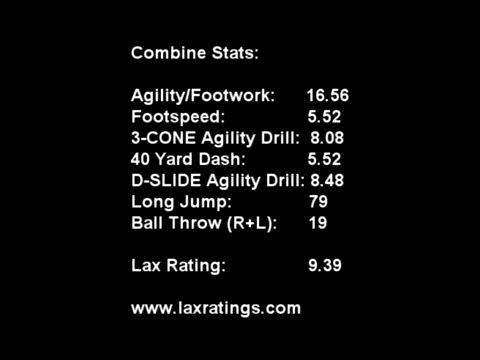 Combine Stats:
Agility/Footwork: 16.56
Footspeed: 5.52
3-CONE Agility Drill: 8.08
40 Yard Dash: 5.52
D-SLIDE Agility Drill: 8.48
Long Jump: 79
Ball Throw (R+L): 19
Lax Rating: 9.39
www.laxratings.com